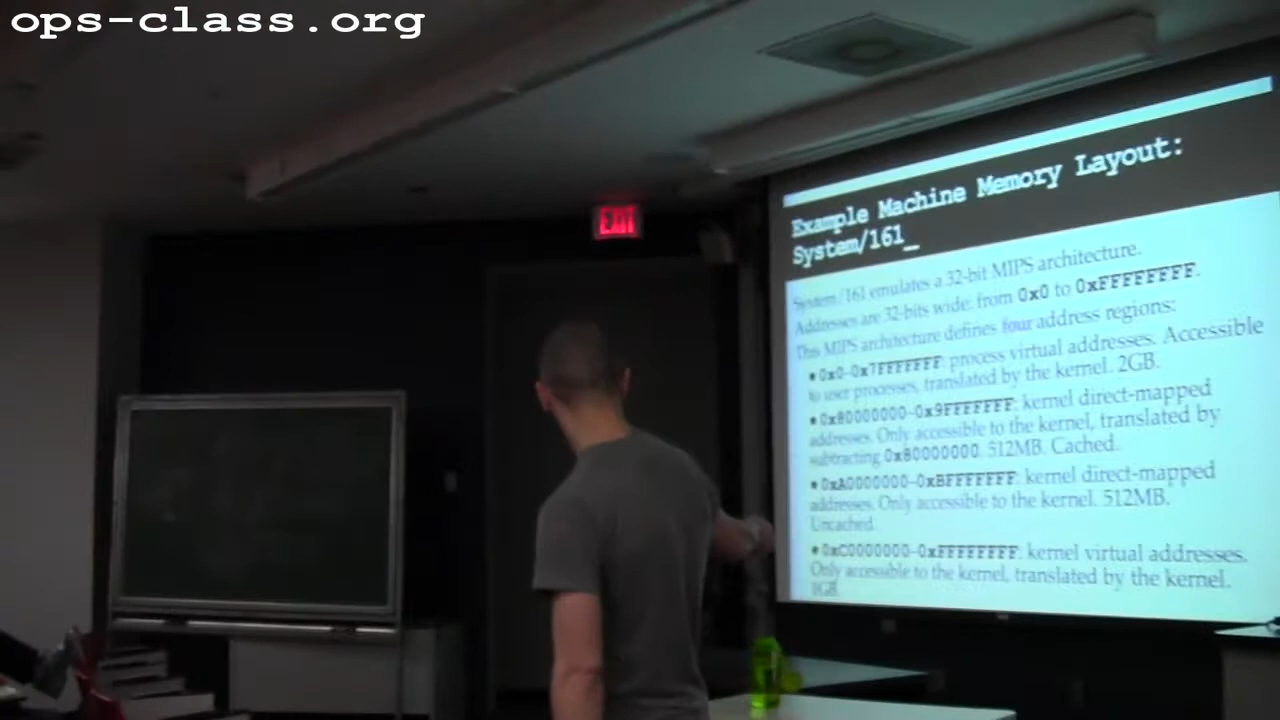 ops-class.org
EXIT
Example Machine Memory Layout:
System/161_
System/161 emulates a 32-bit MIPS architecture.
Addresses are 32-bits wide: from 0x0 to 0xFFFFFFFF.
This MIPS architecture defines four address regions:
• 0x0–0x7FFFFFFF: process virtual addresses. Accessible
to user processes, translated by the kernel. 2GB.
• 0x80000000–0x9FFFFFFF: kernel direct-mapped
addresses. Only accessible to the kernel, translated by
subtracting 0x80000000. 512MB. Cached.
• 0xA0000000–0xBFFFFFFF: kernel direct-mapped
addresses. Only accessible to the kernel. 512MB.
Uncached.
• 0xC0000000–0xFFFFFFFF: kernel virtual addresses.
Only accessible to the kernel, translated by the kernel.
1GB.